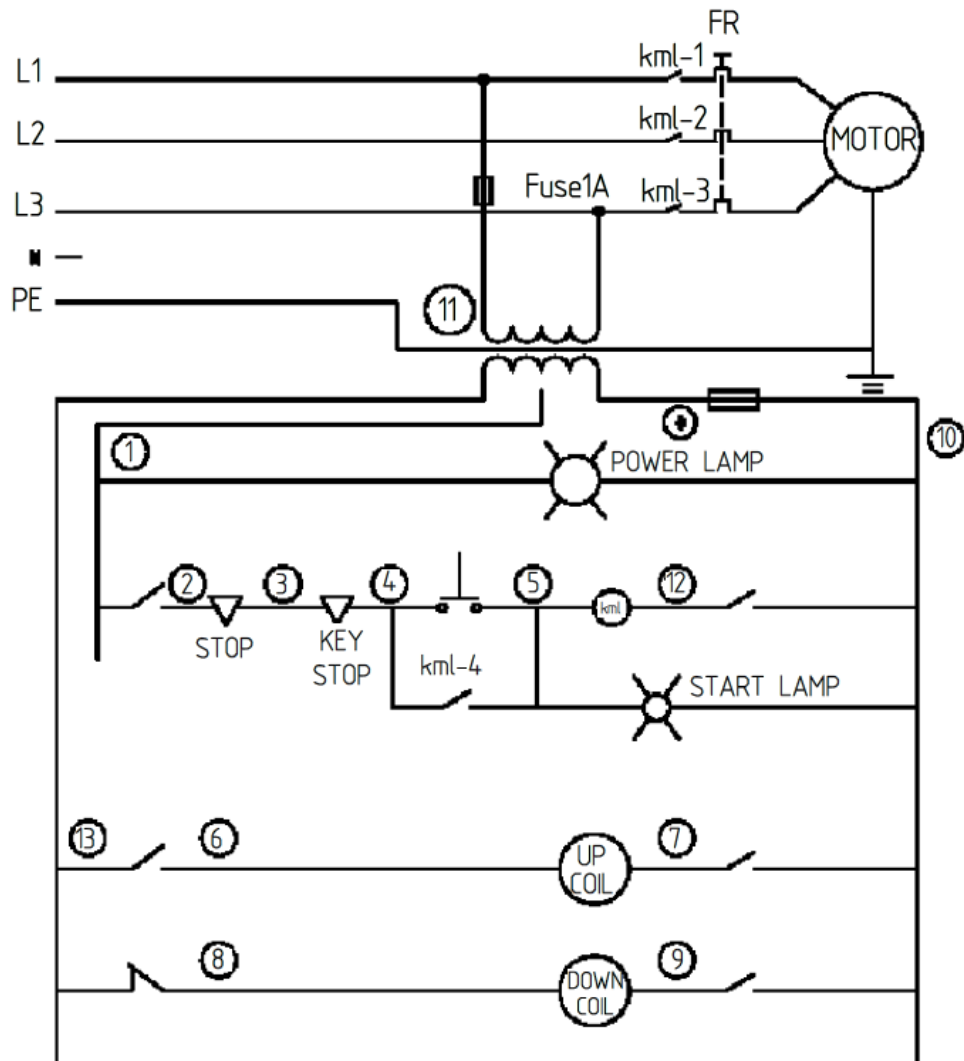 FR
L1
kml-1
L2
kml-2
MOTOR
L3
Fuse1A
kml-3
N
PE
11
1
10
POWER LAMP
2
3
4
5
kml
12
STOP
KEY
STOP
kml-4
START LAMP
13
6
UP
COIL
7
8
DOWN
COIL
9